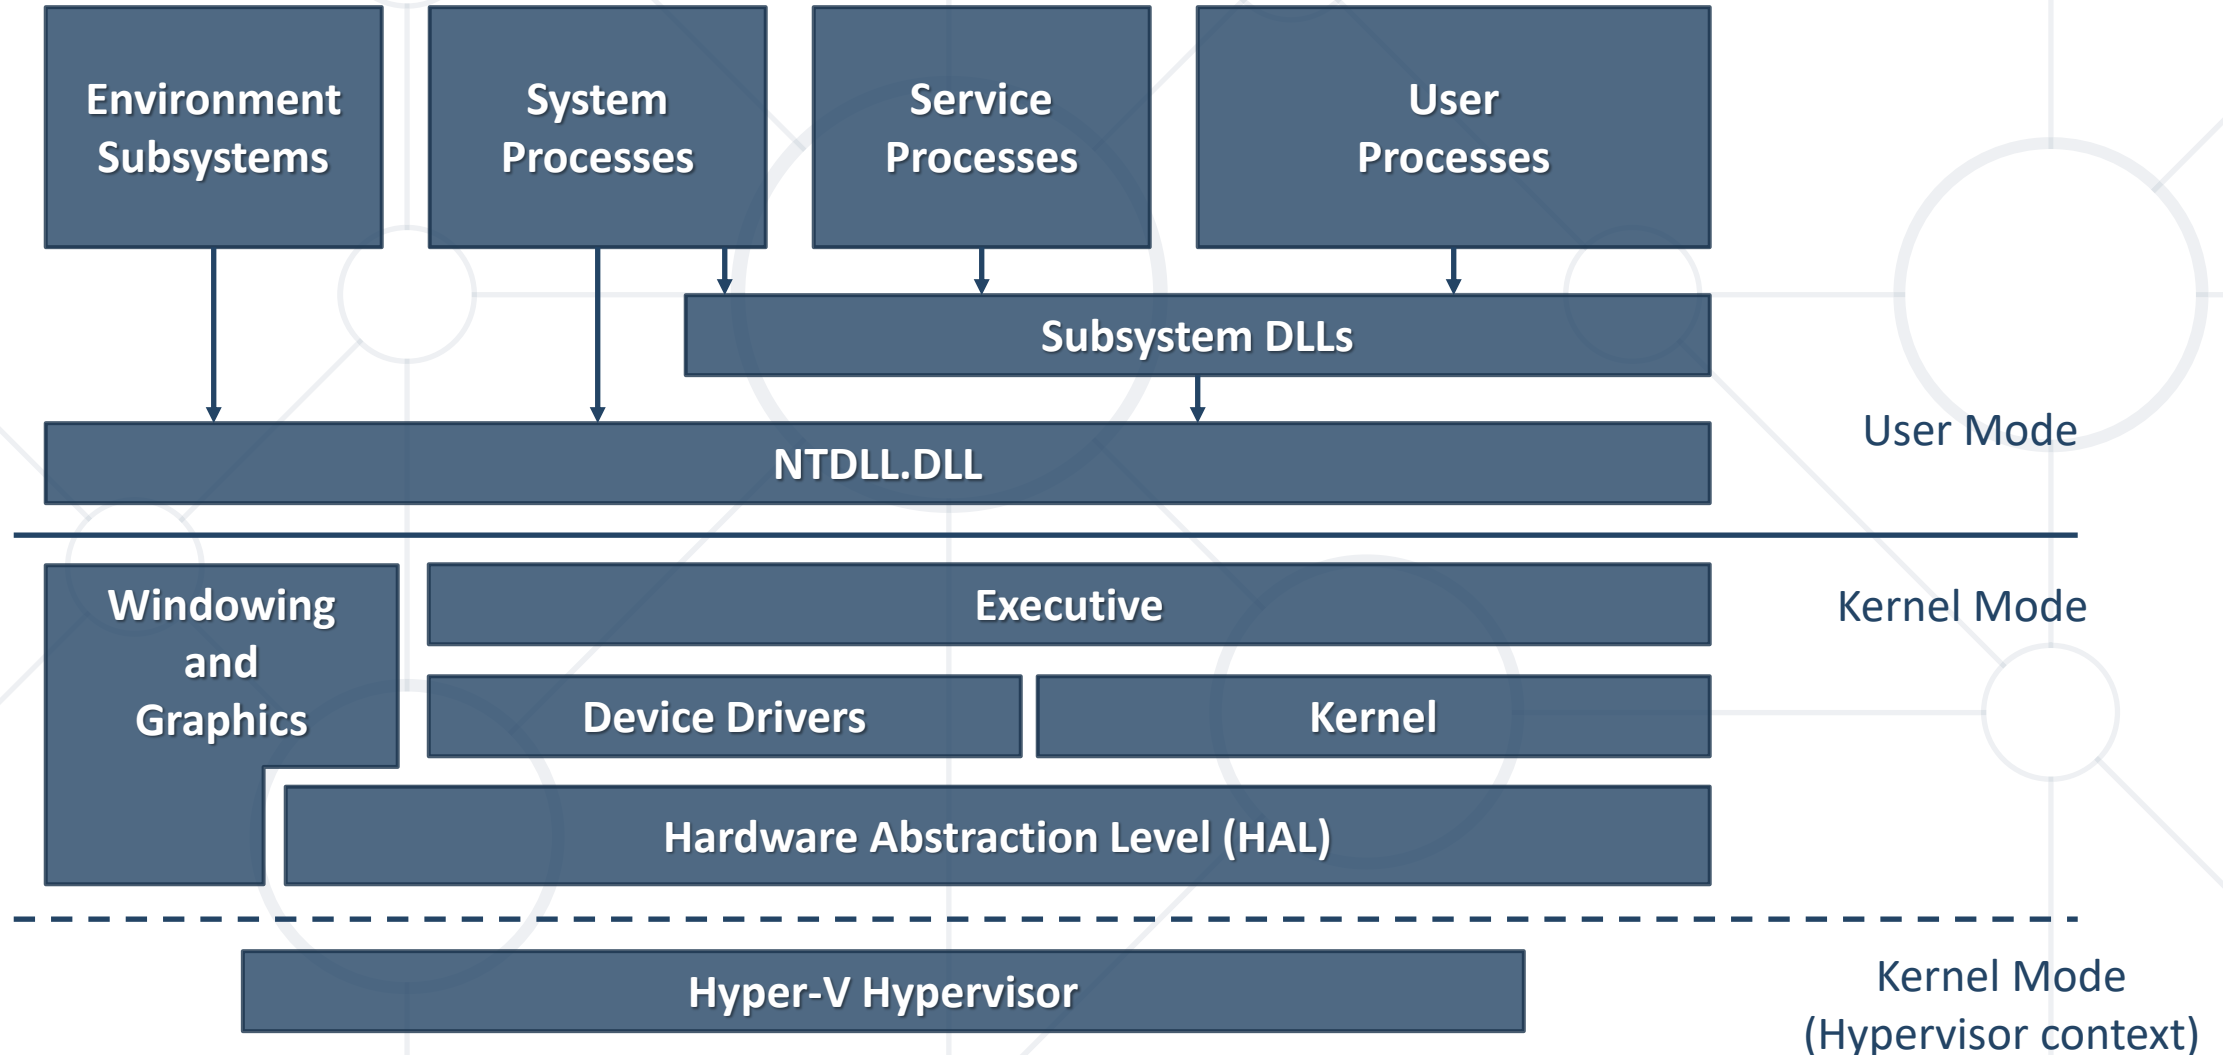 Environment
Subsystems
System
Processes
Service
Processes
User
Processes
Subsystem DLLs
User Mode
NTDLL.DLL
Windowing
and
Graphics
Executive
Kernel Mode
Device Drivers
Kernel
Hardware Abstraction Level (HAL)
Hyper-V Hypervisor
Kernel Mode
(Hypervisor context)